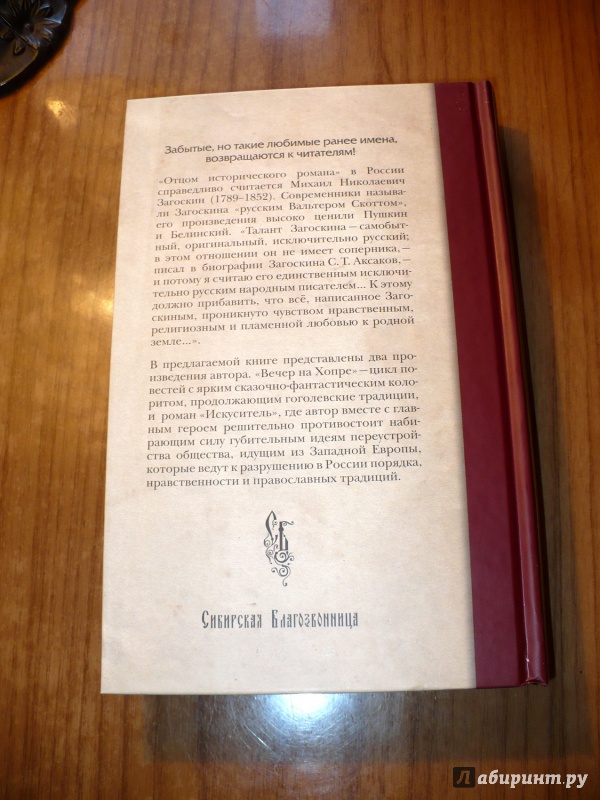 Забытые, но такие любимые ранее имена,
возвращаются к читателям!
«Отцом исторического романа» в России
справедливо считается Михаил Николаевич
Загоскин (1789–1852). Современники называ-
ли Загоскина «русским Вальтером Скоттом»,
его произведения высоко ценили Пушкин
и Белинский. «Талант Загоскина – самобыт-
ный, оригинальный, исключительно русский;
в этом отношении он не имеет соперника, –
писал в биографии Загоскина С. Т. Аксаков, –
и потому я считаю его единственным исключи-
тельно русским народным писателем... К этому
должно прибавить, что всё, написанное Заго-
скиным, проникнуто чувством нравственным,
религиозным и пламенной любовью к родной
земле...».
В предлагаемой книге представлены два про-
изведения автора. «Вечер на Хопре» – цикл по-
вестей с ярким сказочно-фантастическим коло-
ритом, продолжающим гоголевские традиции,
и роман «Искуситель», где автор вместе с глав-
ным героем решительно противостоит наби-
рающим силу губительным идеям переустрой-
ства общества, идущим из Западной Европы,
которые ведут к разрушению в России порядка,
нравственности и православных традиций.
СБ
Сибирская Благозвонница
Лабиринт.ру